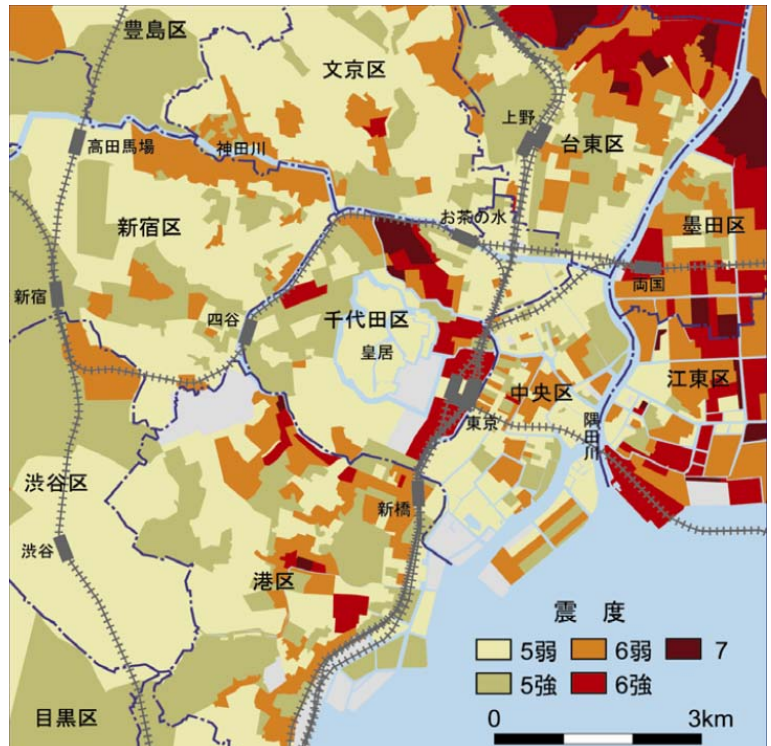 豊島区
文京区
上野
高田馬場
神田川
台東区
お茶の水
新宿区
墨田区
新宿
両国
四谷
千代田区
皇居
中央区
江東区
東京
隅田川
渋谷区
新橋
渋谷
港区
目黒区
震 度
5弱 6弱 7
5強 6強
0 3km